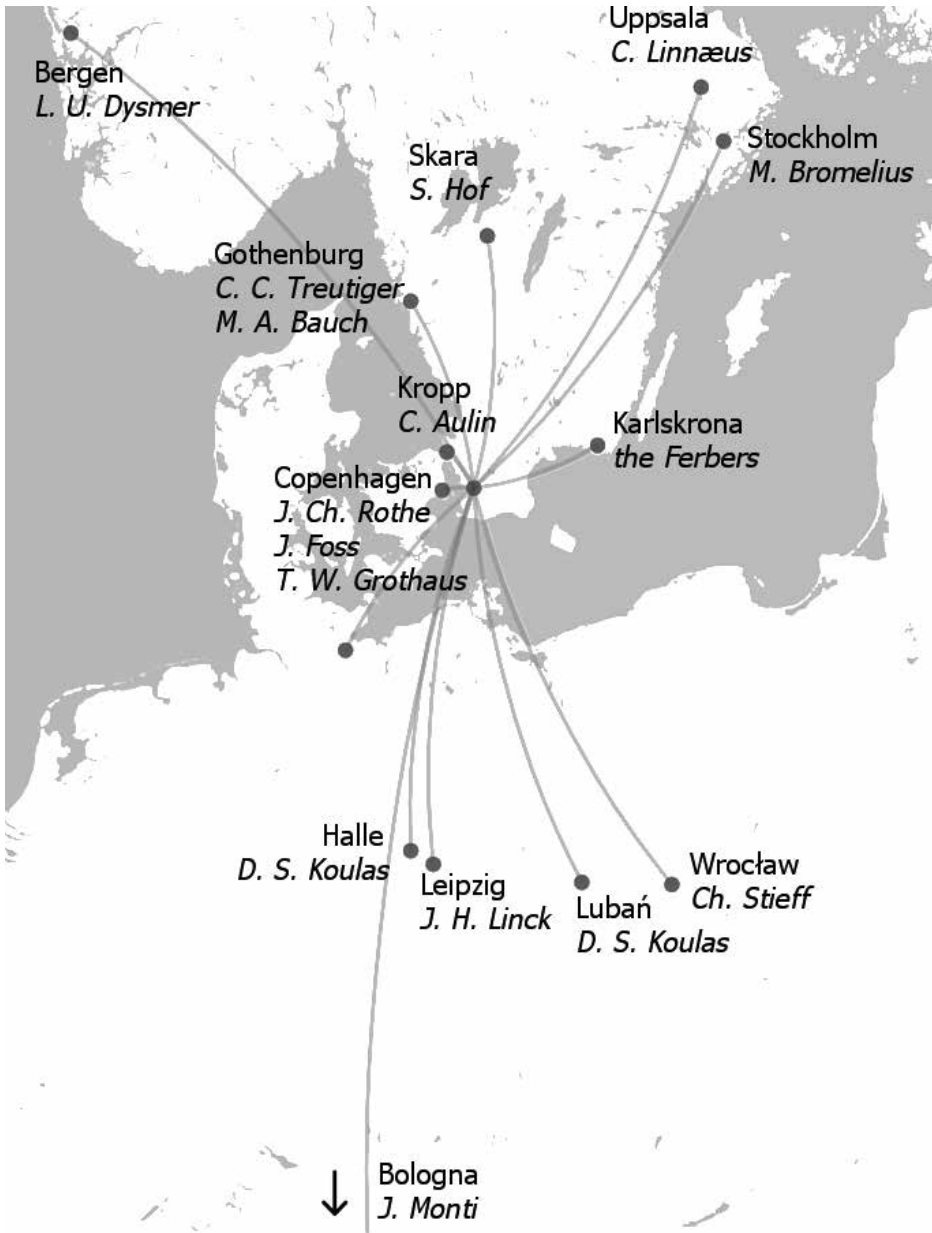 Uppsala
C. Linnæus
Bergen
L. U. Dysmer
Stockholm
M. Bromelius
Skara
S. Hof
Gothenburg
C. C. Treutiger
M. A. Bauch
Kropp
C. Aulin
Karlskrona
the Ferbers
Copenhagen
J. Ch. Rothe
J. Foss
T. W. Grothaus
Halle
D. S. Koulas
Leipzig
J. H. Linck
Lubań
D. S. Koulas
Wrocław
Ch. Stieff
Bologna
J. Monti